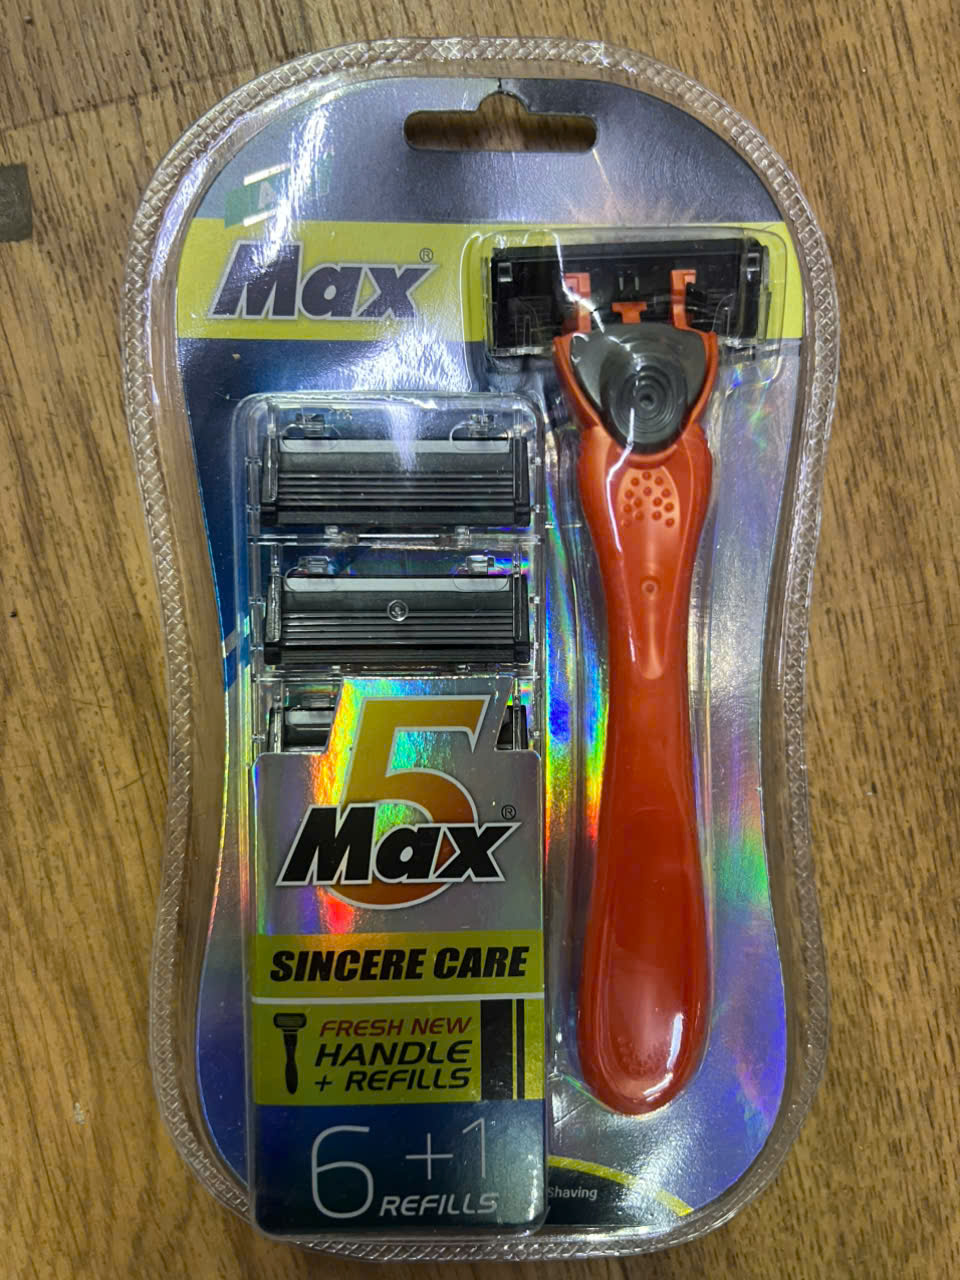 Max®
5
Max®
SINCERE CARE
FRESH NEW
HANDLE
+ REFILLS
6+1
REFILLS
Shaving